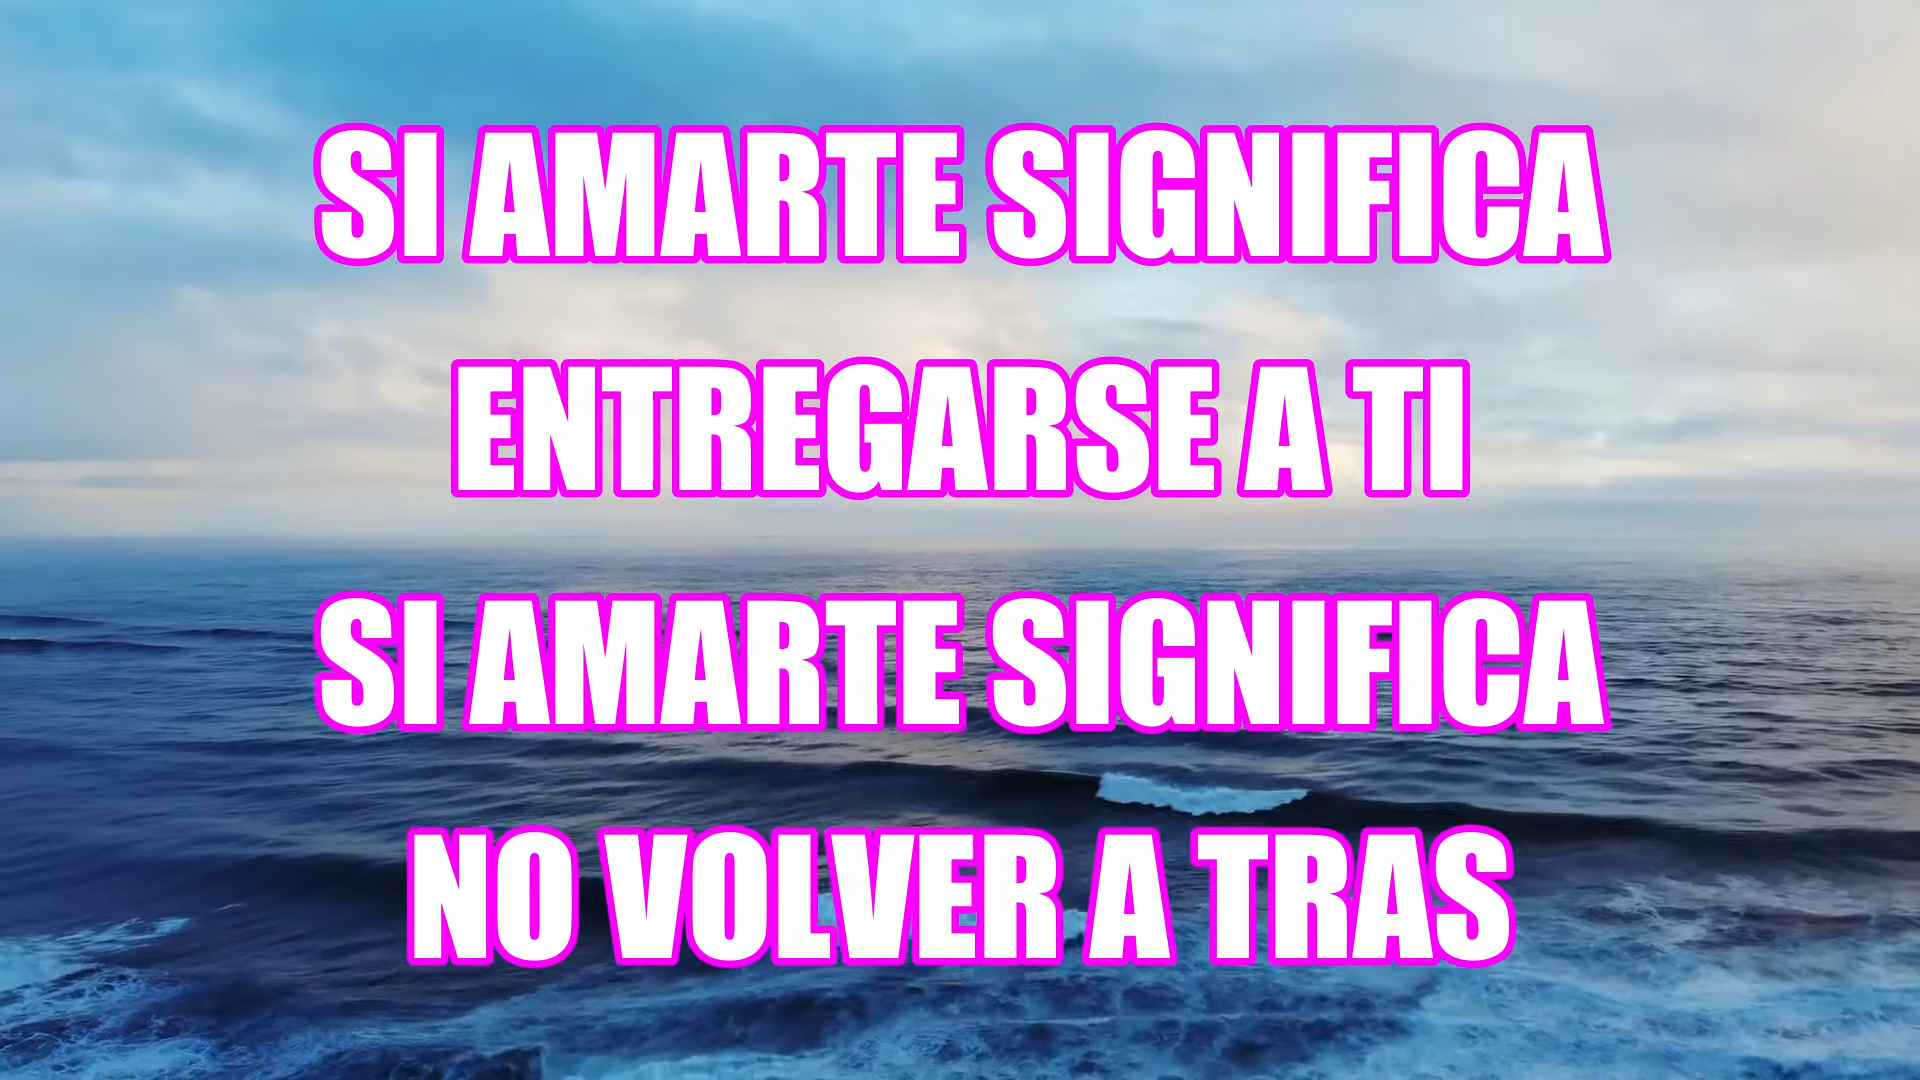 SI AMARTE SIGNIFICA
ENTREGARSE A TI
SI AMARTE SIGNIFICA
NO VOLVER A TRAS